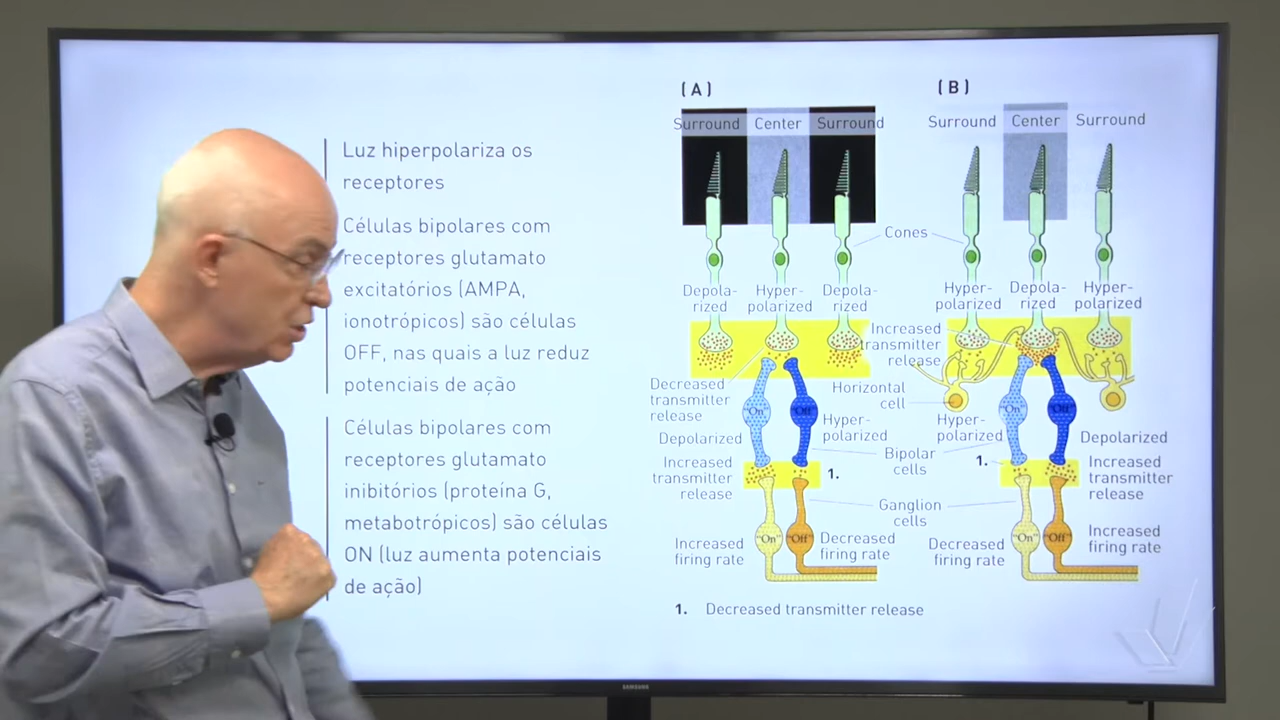 Luz hiperpolariza os
receptores
Células bipolares com
receptores glutamato
excitatórios (AMPA,
ionotrópicos) são células
OFF, nas quais a luz reduz
potenciais de ação
Células bipolares com
receptores glutamato
inibitórios (proteína G,
metabotrópicos) são células
ON (luz aumenta potenciais
de ação)
(A)
Surround Center Surround
Cones
Depola-
rized
Hyper-
polarized
Depola-
rized
Decreased
transmitter
release
Depolarized
Increased
transmitter
release
"On" "Off"
Hyper-
polarized
1.
Bipolar
cells
Ganglion
cells
Increased
firing rate
"On" "Off"
Decreased
firing rate
(B)
Surround Center Surround
Hyper-
polarized
Depola-
rized
Hyper-
polarized
Increased
transmitter
release
Horizontal
cell
Hyper-
polarized
"On" "Off"
Depolarized
1.
Increased
transmitter
release
Decreased
firing rate
"On" "Off"
Increased
firing rate
1. Decreased transmitter release
SAMSUNG